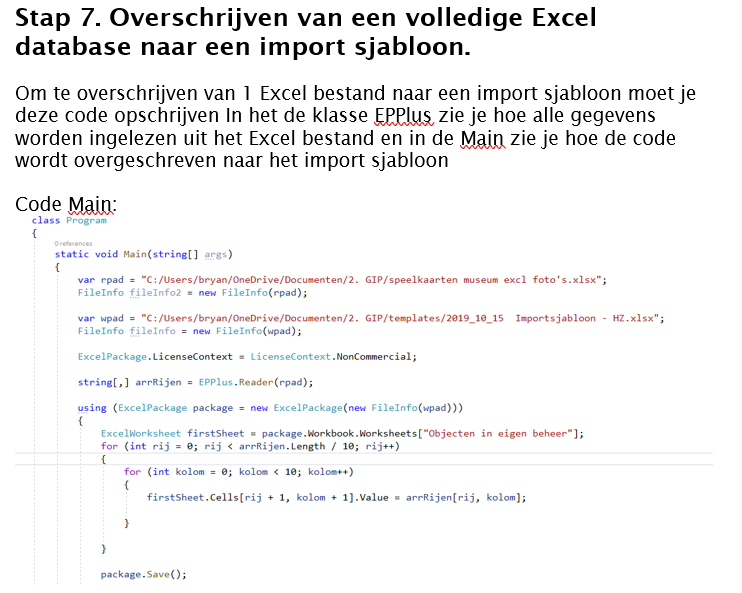 Stap 7. Overschrijven van een volledige Excel
database naar een import sjabloon.
Om te overschrijven van 1 Excel bestand naar een import sjabloon moet je
deze code opschrijven In het de klasse EPPlus zie je hoe alle gegevens
worden ingelezen uit het Excel bestand en in de Main zie je hoe de code
wordt overgeschreven naar het import sjabloon
Code Main:
class Program
{
0 references
static void Main(string[] args)
{
var rpad = "C:/Users/bryan/OneDrive/Documenten/2. GIP/speelkaarten museum excl foto's.xlsx";
FileInfo fileInfo2 = new FileInfo(rpad);
var wpad = "C:/Users/bryan/OneDrive/Documenten/2. GIP/templates/2019_10_15  Importsjabloon - HZ.xlsx";
FileInfo fileInfo = new FileInfo(wpad);
ExcelPackage.LicenseContext = LicenseContext.NonCommercial;
string[,] arrRijen = EPPlus.Reader(rpad);
using (ExcelPackage package = new ExcelPackage(new FileInfo(wpad)))
{
ExcelWorksheet firstSheet = package.Workbook.Worksheets["Objecten in eigen beheer"];
for (int rij = 0; rij < arrRijen.Length / 10; rij++)
{
for (int kolom = 0; kolom < 10; kolom++)
{
firstSheet.Cells[rij + 1, kolom + 1].Value = arrRijen[rij, kolom];
}
}
package.Save();